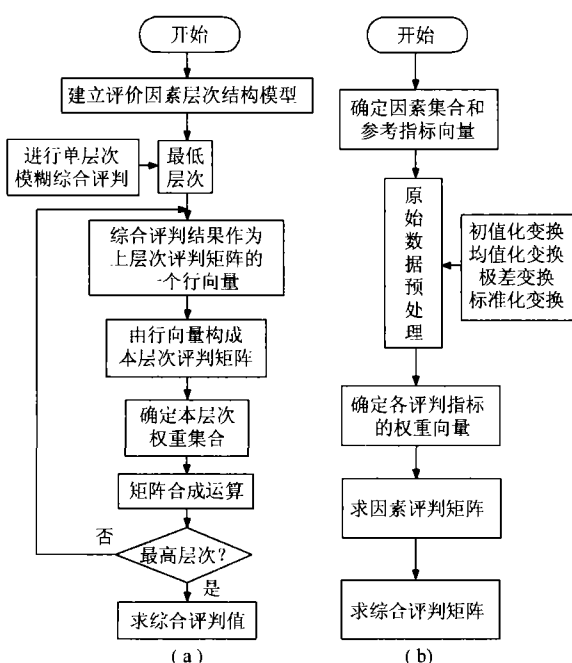 开始
建立评价因素层次结构模型
进行单层次
模糊综合评判
最低
层次
综合评判结果作为
上层次评判矩阵的
一个行向量
由行向量构成
本层次评判矩阵
确定本层次
权重集合
矩阵合成运算
否
最高层次?
是
求综合评判值
(a)
开始
确定因素集合和
参考指标向量
原
始
数
据
预
处
理
初值化变换
均值化变换
极差变换
标准化变换
确定各评判指标
的权重向量
求因素评判矩阵
求综合评判矩阵
(b)